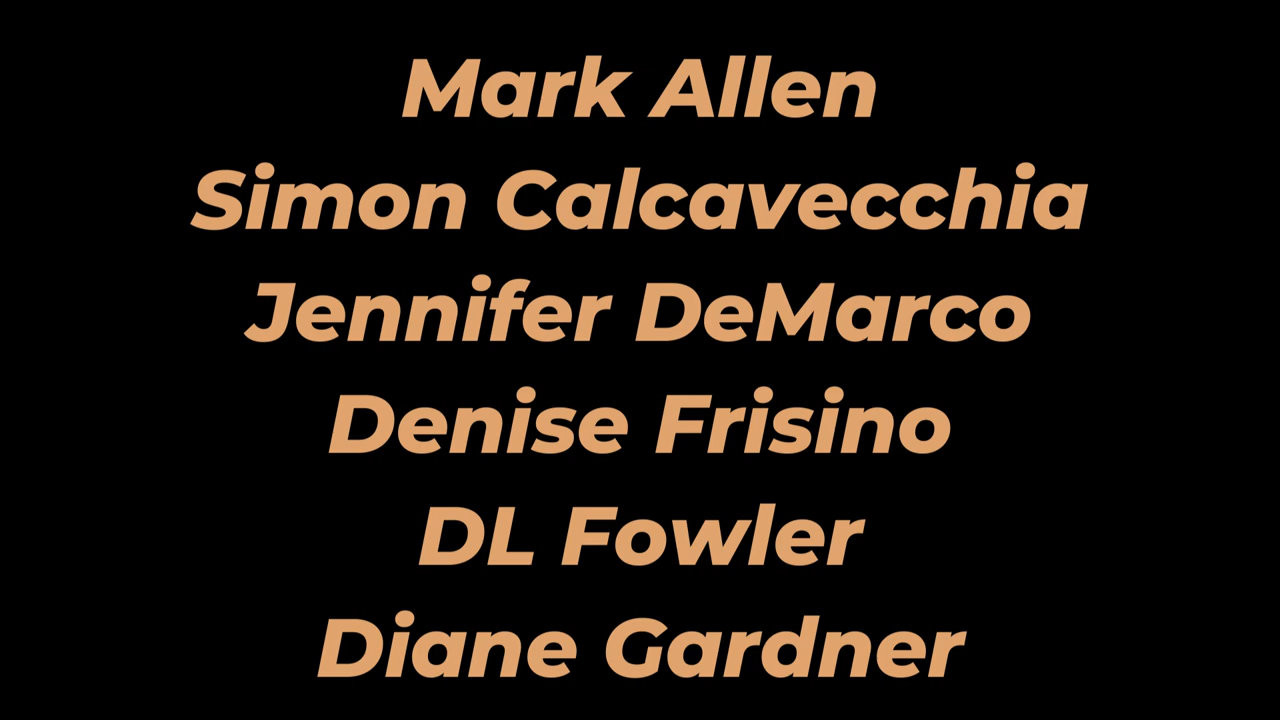 Mark Allen
Simon Calcavecchia
Jennifer DeMarco
Denise Frisino
DL Fowler
Diane Gardner